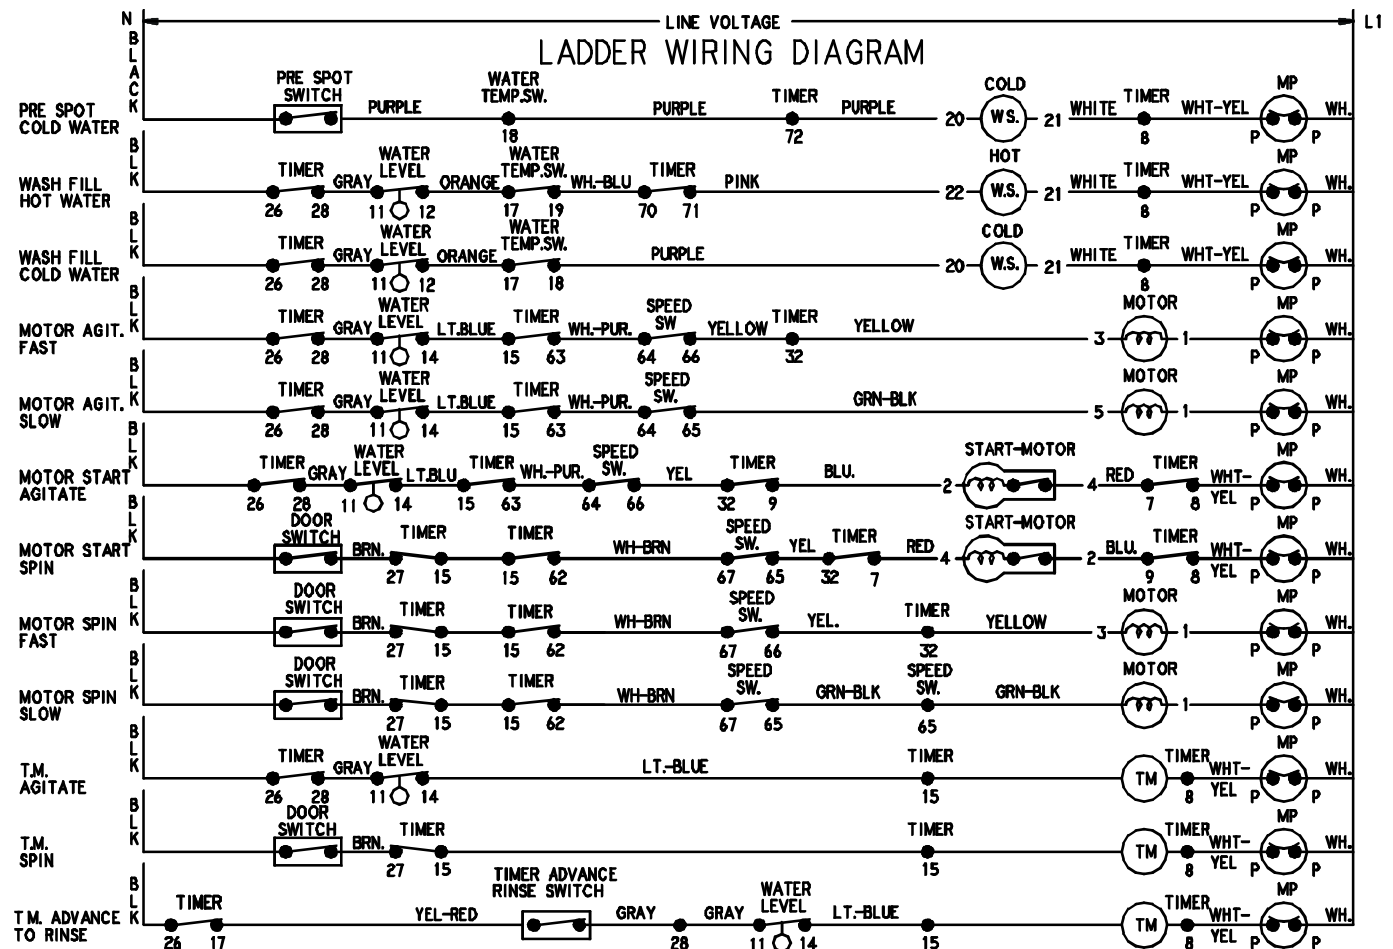 N LINE VOLTAGE L1
LADDER WIRING DIAGRAM
BLACK
PRE SPOT SWITCH WATER TEMP.SW. COLD MP
PRE SPOT COLD WATER PURPLE PURPLE TIMER PURPLE 20 W.S. 21 WHITE TIMER WHT-YEL WH.
18 72 8 P P
BLK
WATER LEVEL WATER TEMP.SW. HOT MP
WASH FILL HOT WATER TIMER GRAY ORANGE WH.-BLU TIMER PINK 22 W.S. 21 WHITE TIMER WHT-YEL WH.
26 28 11 12 17 19 70 71 8 P P
BLK
WATER LEVEL WATER TEMP.SW. COLD MP
WASH FILL COLD WATER TIMER GRAY ORANGE PURPLE 20 W.S. 21 WHITE TIMER WHT-YEL WH.
26 28 11 12 17 18 8 P P
BLK
WATER LEVEL SPEED SW MOTOR MP
MOTOR AGIT. FAST TIMER GRAY LT.BLUE TIMER WH.-PUR. YELLOW TIMER YELLOW 3 1 WH.
26 28 11 14 15 63 64 66 32 P P
BLK
WATER LEVEL SPEED SW. MOTOR MP
MOTOR AGIT. SLOW TIMER GRAY LT.BLUE TIMER WH.-PUR. GRN-BLK 5 1 WH.
26 28 11 14 15 63 64 65 P P
BLK
WATER LEVEL SPEED SW. START-MOTOR MP
MOTOR START AGITATE TIMER GRAY LT.BLU TIMER WH.-PUR. YEL TIMER BLU. 2 4 RED TIMER WHT-YEL WH.
26 28 11 14 15 63 64 66 32 9 7 8 P P
BLK
DOOR SWITCH SPEED SW. START-MOTOR MP
MOTOR START SPIN BRN. TIMER TIMER WH-BRN YEL TIMER RED 4 2 BLU. TIMER WHT-YEL WH.
27 15 15 62 67 65 32 7 9 8 P P
BLK
DOOR SWITCH SPEED SW. MOTOR MP
MOTOR SPIN FAST BRN. TIMER TIMER WH-BRN YEL. TIMER YELLOW 3 1 WH.
27 15 15 62 67 66 32 P P
BLK
DOOR SWITCH SPEED SW. SPEED SW. MOTOR MP
MOTOR SPIN SLOW BRN. TIMER TIMER WH-BRN GRN-BLK GRN-BLK 1 WH.
27 15 15 62 67 65 65 P P
BLK
WATER LEVEL MP
T.M. AGITATE TIMER GRAY LT.-BLUE TIMER TM TIMER WHT-YEL WH.
26 28 11 14 15 8 P P
BLK
DOOR SWITCH MP
T.M. SPIN BRN. TIMER TIMER TM TIMER WHT-YEL WH.
27 15 15 8 P P
BLK
TIMER ADVANCE RINSE SWITCH WATER LEVEL MP
T M. ADVANCE TO RINSE TIMER YEL-RED GRAY GRAY LT.-BLUE TM TIMER WHT-YEL WH.
26 17 28 11 14 15 8 P P